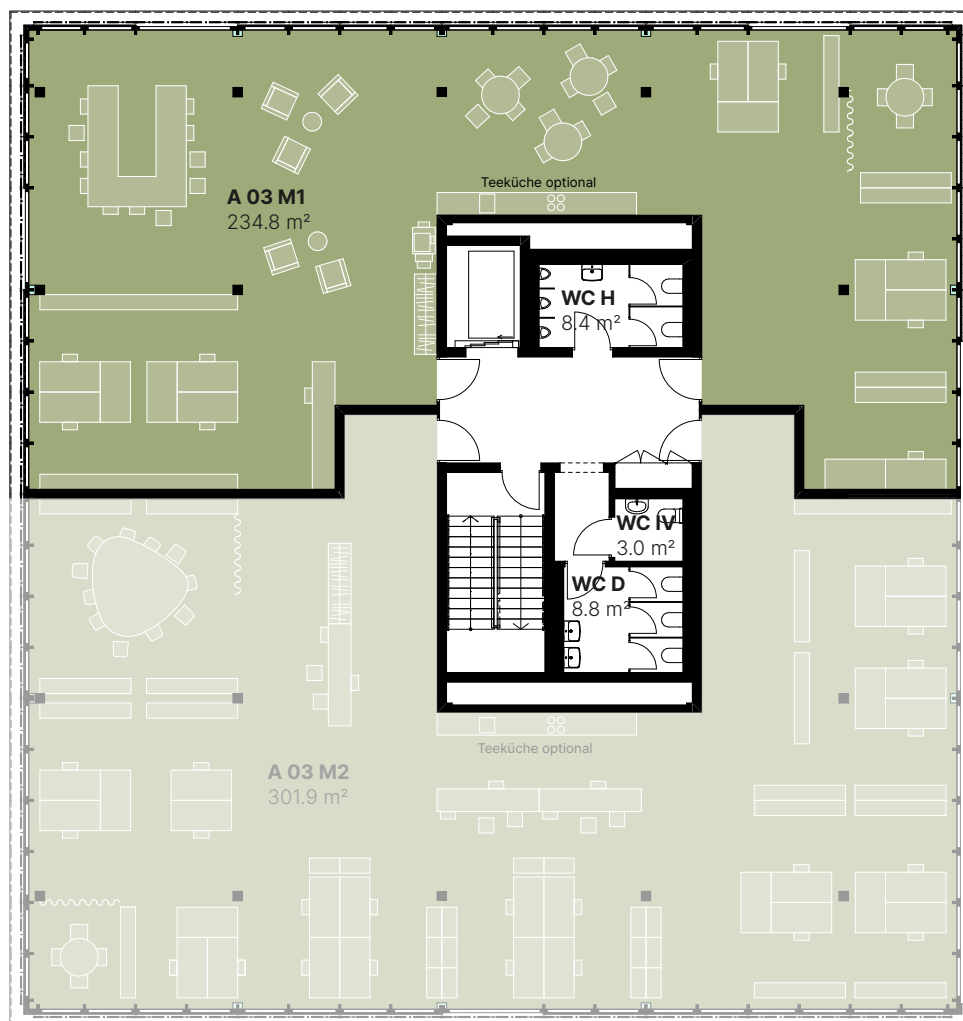 Teeküche optional
A 03 M1
234.8 m²
WC H
8.4 m²
WC IV
3.0 m²
WC D
8.8 m²
Teeküche optional
A 03 M2
301.9 m²